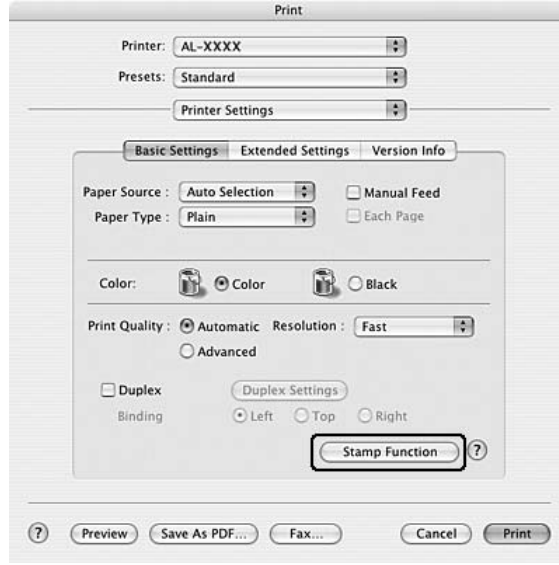 Print
Printer: AL-XXXX
Presets: Standard
Printer Settings
Basic Settings Extended Settings Version Info
Paper Source : Auto Selection Manual Feed
Paper Type : Plain Each Page
Color: Color Black
Print Quality : Automatic Resolution : Fast
Advanced
Duplex Duplex Settings
Binding Left Top Right
Stamp Function ?
? Preview Save As PDF... Fax... Cancel Print